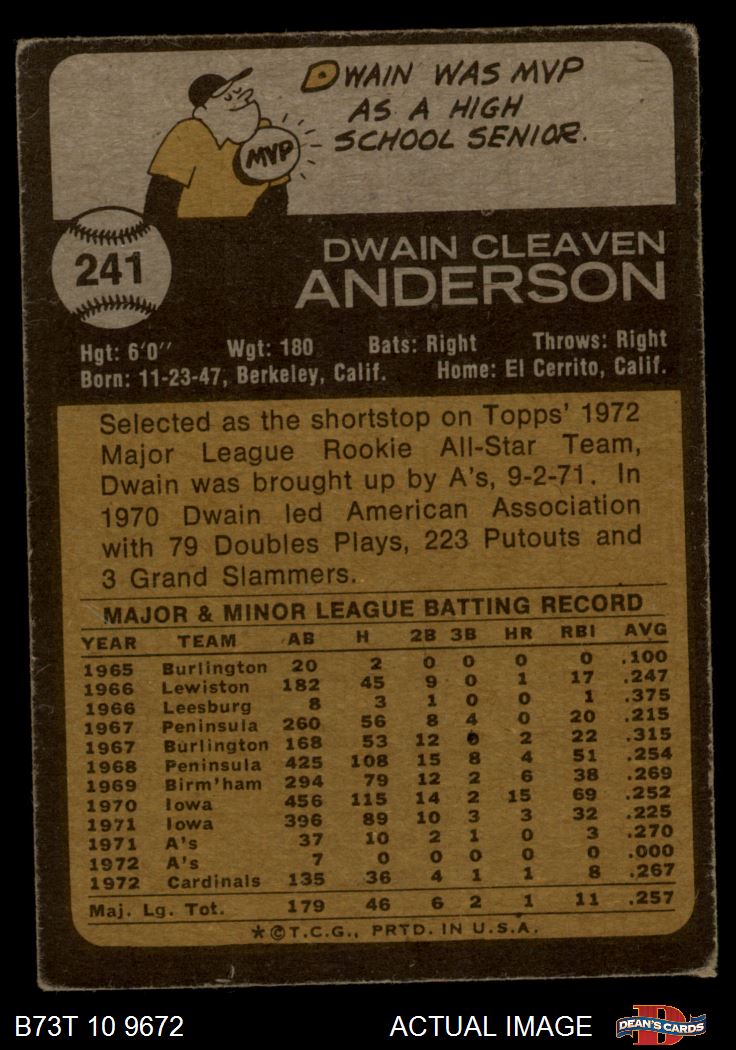 DWAIN WAS MVP
AS A HIGH
SCHOOL SENIOR.
MVP
241
DWAIN CLEAVEN
ANDERSON
Hgt: 6'0" Wgt: 180 Bats: Right Throws: Right
Born: 11-23-47, Berkeley, Calif. Home: El Cerrito, Calif.
Selected as the shortstop on Topps' 1972
Major League Rookie All-Star Team,
Dwain was brought up by A's, 9-2-71. In
1970 Dwain led American Association
with 79 Doubles Plays, 223 Putouts and
3 Grand Slammers.
MAJOR & MINOR LEAGUE BATTING RECORD
YEAR TEAM AB H 2B 3B HR RBI AVG
1965 Burlington 20 2 0 0 0 0 .100
1966 Lewiston 182 45 9 0 1 17 .247
1966 Leesburg 8 3 1 0 0 1 .375
1967 Peninsula 260 56 8 4 0 20 .215
1967 Burlington 168 53 12 0 2 22 .315
1968 Peninsula 425 108 15 8 4 51 .254
1969 Birm'ham 294 79 12 2 6 38 .269
1970 Iowa 456 115 14 2 15 69 .252
1971 Iowa 396 89 10 3 3 32 .225
1971 A's 37 10 2 1 0 3 .270
1972 A's 7 0 0 0 0 0 .000
1972 Cardinals 135 36 4 1 1 8 .267
Maj. Lg. Tot. 179 46 6 2 1 11 .257
*©T.C.G., PRTD. IN U.S.A.
B73T 10 9672 ACTUAL IMAGE DEAN'S CARDS